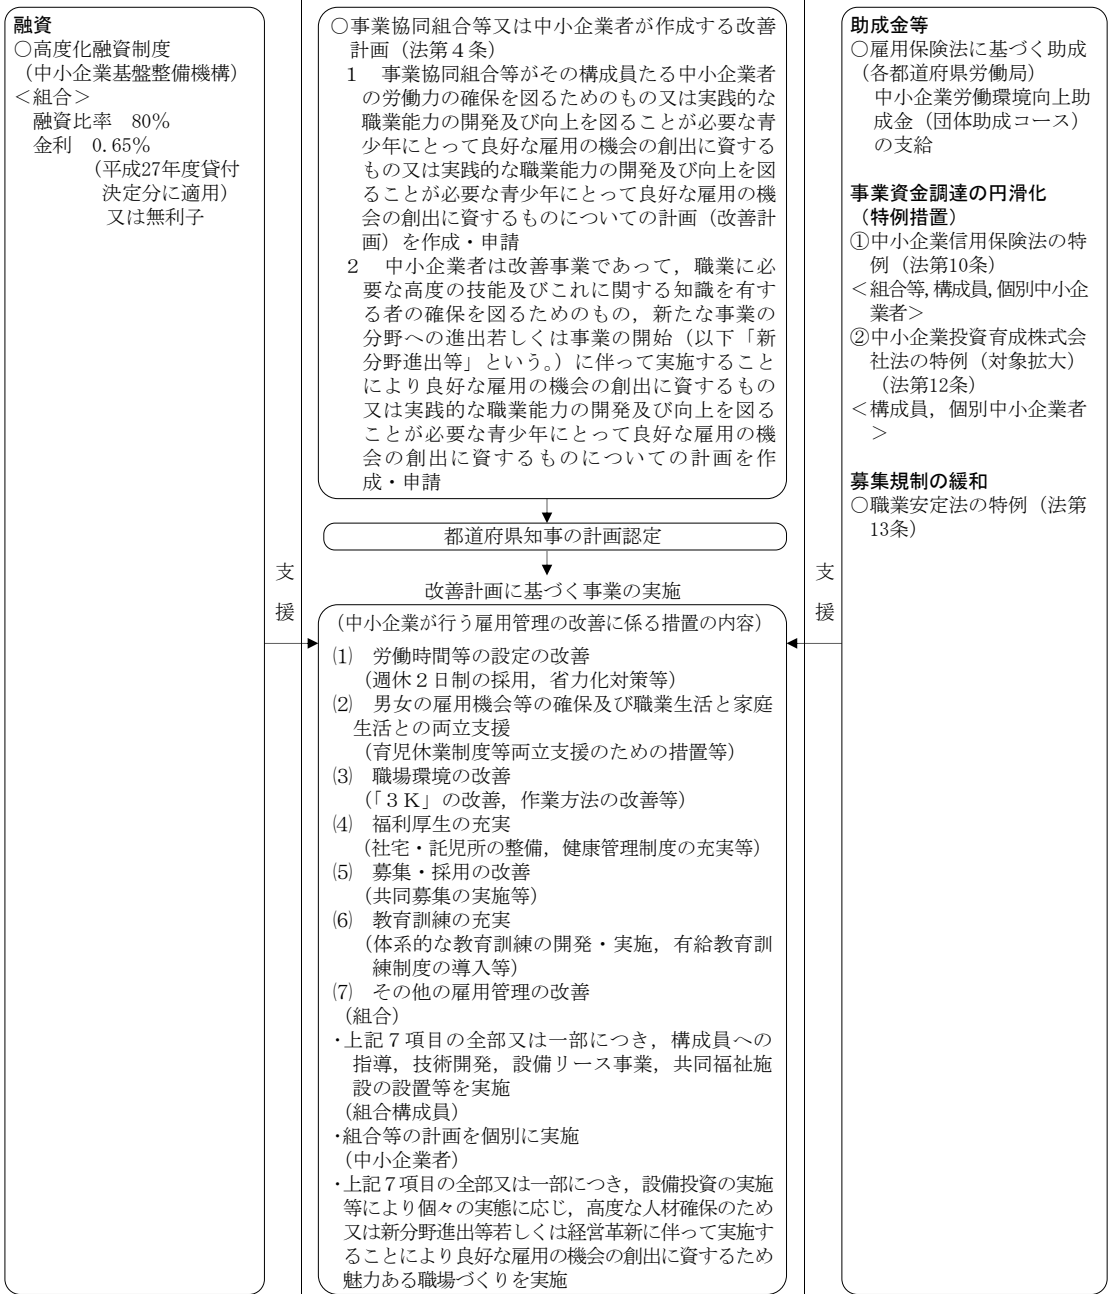 融資
○高度化融資制度
（中小企業基盤整備機構）
＜組合＞
融資比率　80%
金利　0.65%
（平成27年度貸付
決定分に適用）
又は無利子
支
援
○事業協同組合等又は中小企業者が作成する改善
計画（法第４条）
１　事業協同組合等がその構成員たる中小企業者
の労働力の確保を図るためのもの又は実践的な
職業能力の開発及び向上を図ることが必要な青
少年にとって良好な雇用の機会の創出に資する
もの又は実践的な職業能力の開発及び向上を図
ることが必要な青少年にとって良好な雇用の機
会の創出に資するものについての計画（改善計
画）を作成・申請
２　中小企業者は改善事業であって，職業に必
要な高度の技能及びこれに関する知識を有す
る者の確保を図るためのもの，新たな事業の
分野への進出若しくは事業の開始（以下「新
分野進出等」という。）に伴って実施すること
により良好な雇用の機会の創出に資するもの
又は実践的な職業能力の開発及び向上を図る
ことが必要な青少年にとって良好な雇用の機
会の創出に資するものについての計画を作
成・申請
都道府県知事の計画認定
改善計画に基づく事業の実施
（中小企業が行う雇用管理の改善に係る措置の内容）
⑴　労働時間等の設定の改善
（週休２日制の採用，省力化対策等）
⑵　男女の雇用機会等の確保及び職業生活と家庭
生活との両立支援
（育児休業制度等両立支援のための措置等）
⑶　職場環境の改善
（「３Ｋ」の改善，作業方法の改善等）
⑷　福利厚生の充実
（社宅・託児所の整備，健康管理制度の充実等）
⑸　募集・採用の改善
（共同募集の実施等）
⑹　教育訓練の充実
（体系的な教育訓練の開発・実施，有給教育訓
練制度の導入等）
⑺　その他の雇用管理の改善
（組合）
・上記７項目の全部又は一部につき，構成員への
指導，技術開発，設備リース事業，共同福祉施
設の設置等を実施
（組合構成員）
・組合等の計画を個別に実施
（中小企業者）
・上記７項目の全部又は一部につき，設備投資の実施
等により個々の実態に応じ，高度な人材確保のため
又は新分野進出等若しくは経営革新に伴って実施す
ることにより良好な雇用の機会の創出に資するため
魅力ある職場づくりを実施
支
援
助成金等
○雇用保険法に基づく助成
（各都道府県労働局）
中小企業労働環境向上助
成金（団体助成コース）
の支給
事業資金調達の円滑化
（特例措置）
①中小企業信用保険法の特
例（法第10条）
＜組合等,構成員,個別中小企
業者＞
②中小企業投資育成株式会
社法の特例（対象拡大）
（法第12条）
＜構成員，個別中小企業者
＞
募集規制の緩和
○職業安定法の特例（法第
13条）